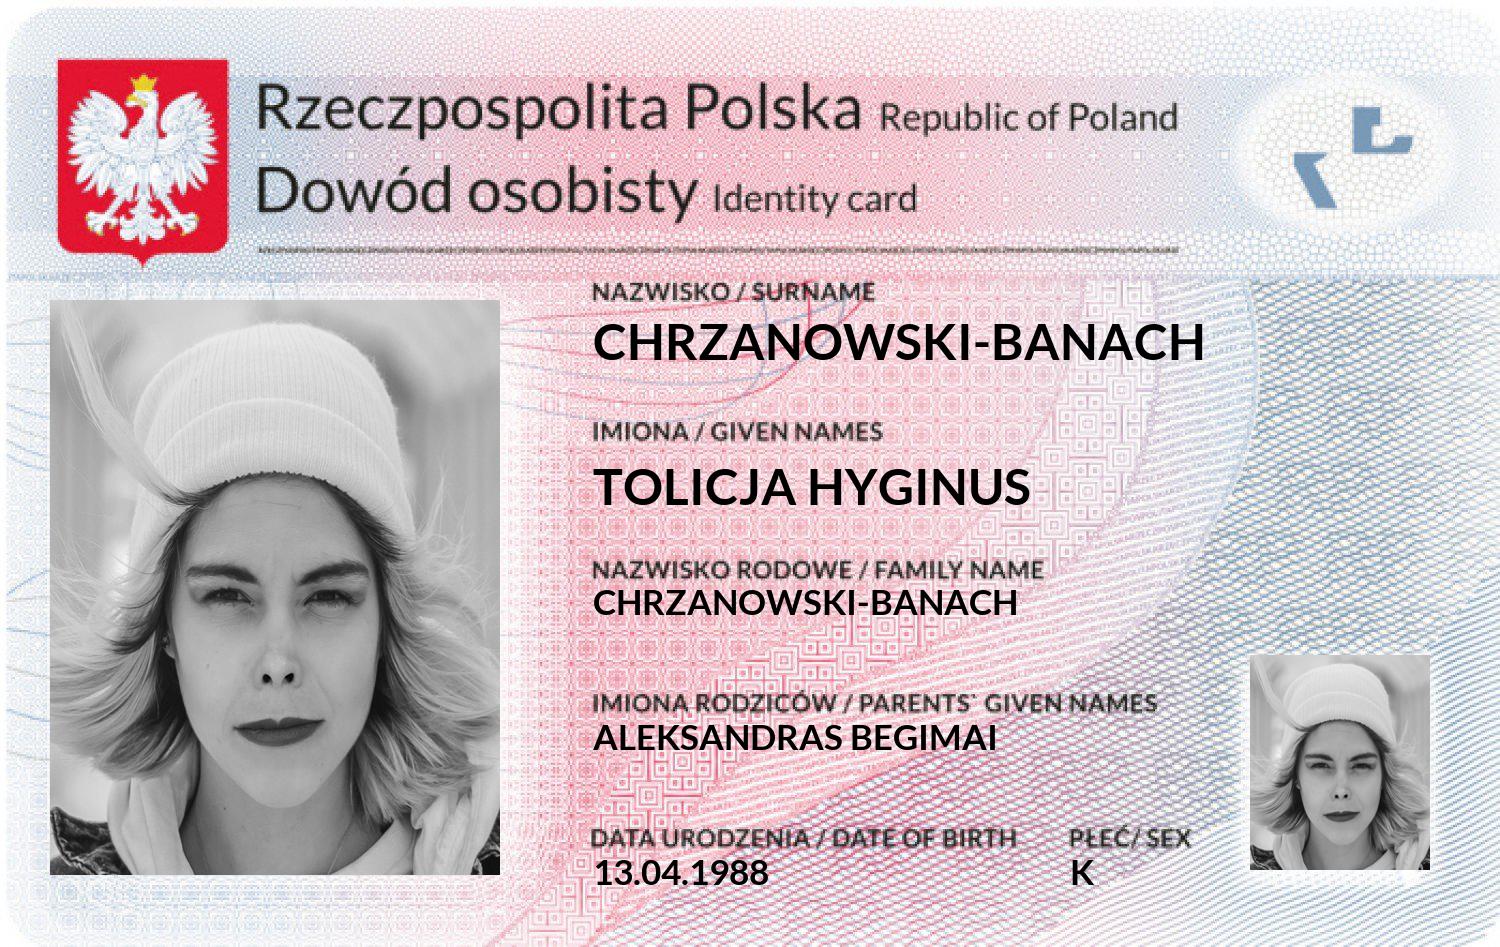 Rzeczpospolita Polska Republic of Poland
Dowód osobisty Identity card
NAZWISKO / SURNAME
CHRZANOWSKI-BANACH
IMIONA / GIVEN NAMES
TOLICJA HYGINUS
NAZWISKO RODOWE / FAMILY NAME
CHRZANOWSKI-BANACH
IMIONA RODZICÓW / PARENTS` GIVEN NAMES
ALEKSANDRAS BEGIMAI
DATA URODZENIA / DATE OF BIRTH PŁEĆ/ SEX
13.04.1988 K